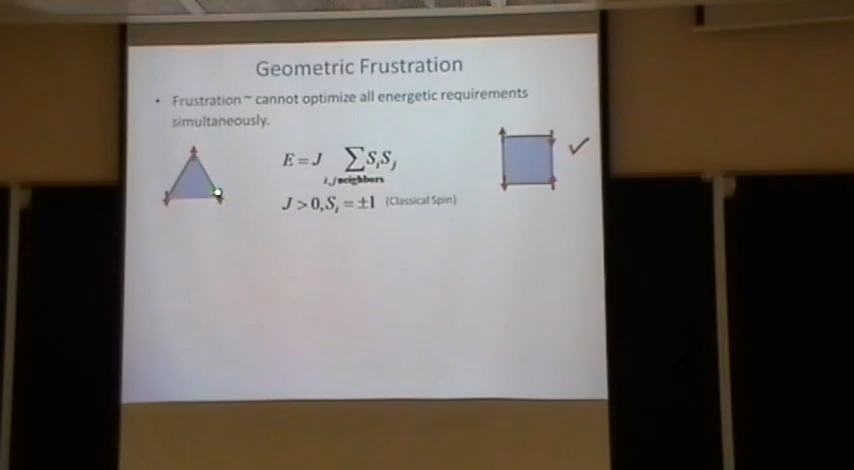 Geometric Frustration
• Frustration ~ cannot optimize all energetic requirements
simultaneously.
E = J ∑ SᵢSⱼ
i,j neighbors
J > 0, Sᵢ = ±1 (Classical Spin)